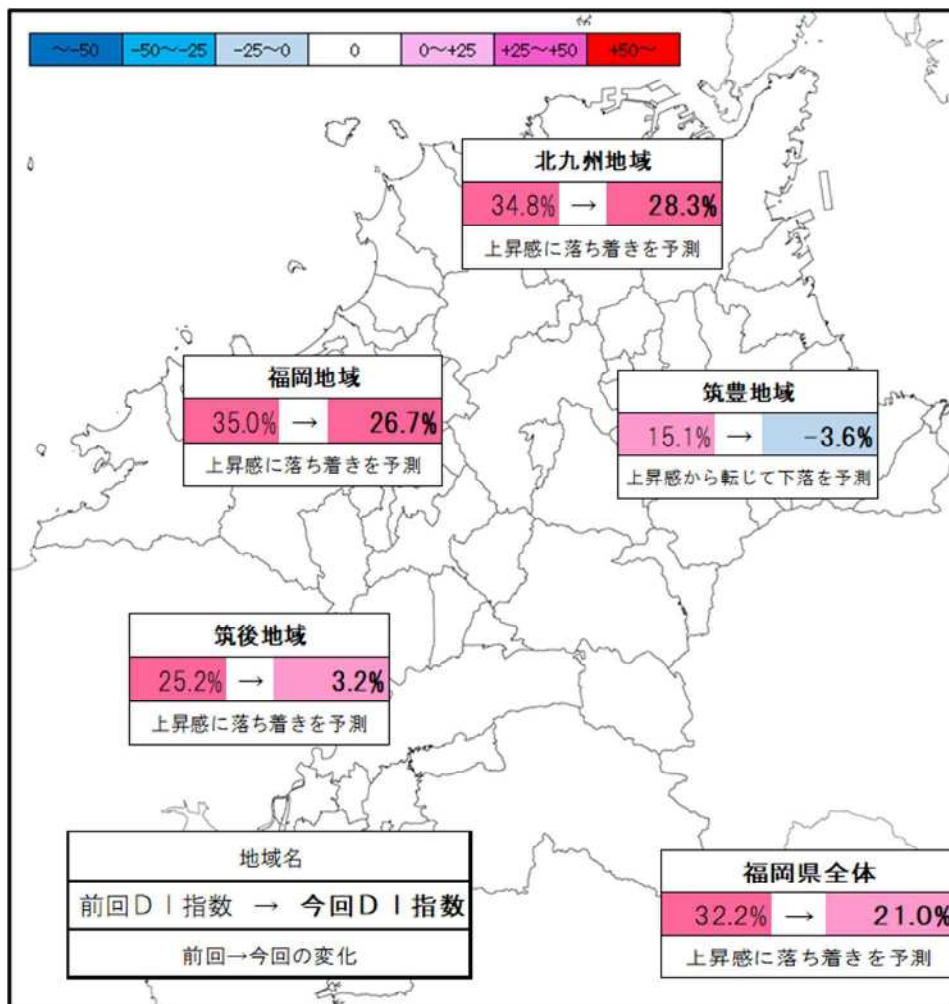 ～-50 -50～-25 -25～0 0 0～+25 +25～+50 +50～
北九州地域
34.8% → 28.3%
上昇感に落ち着きを予測
福岡地域
35.0% → 26.7%
上昇感に落ち着きを予測
筑豊地域
15.1% → -3.6%
上昇感から転じて下落を予測
筑後地域
25.2% → 3.2%
上昇感に落ち着きを予測
地域名
前回DI指数 → 今回DI指数
前回→今回の変化
福岡県全体
32.2% → 21.0%
上昇感に落ち着きを予測